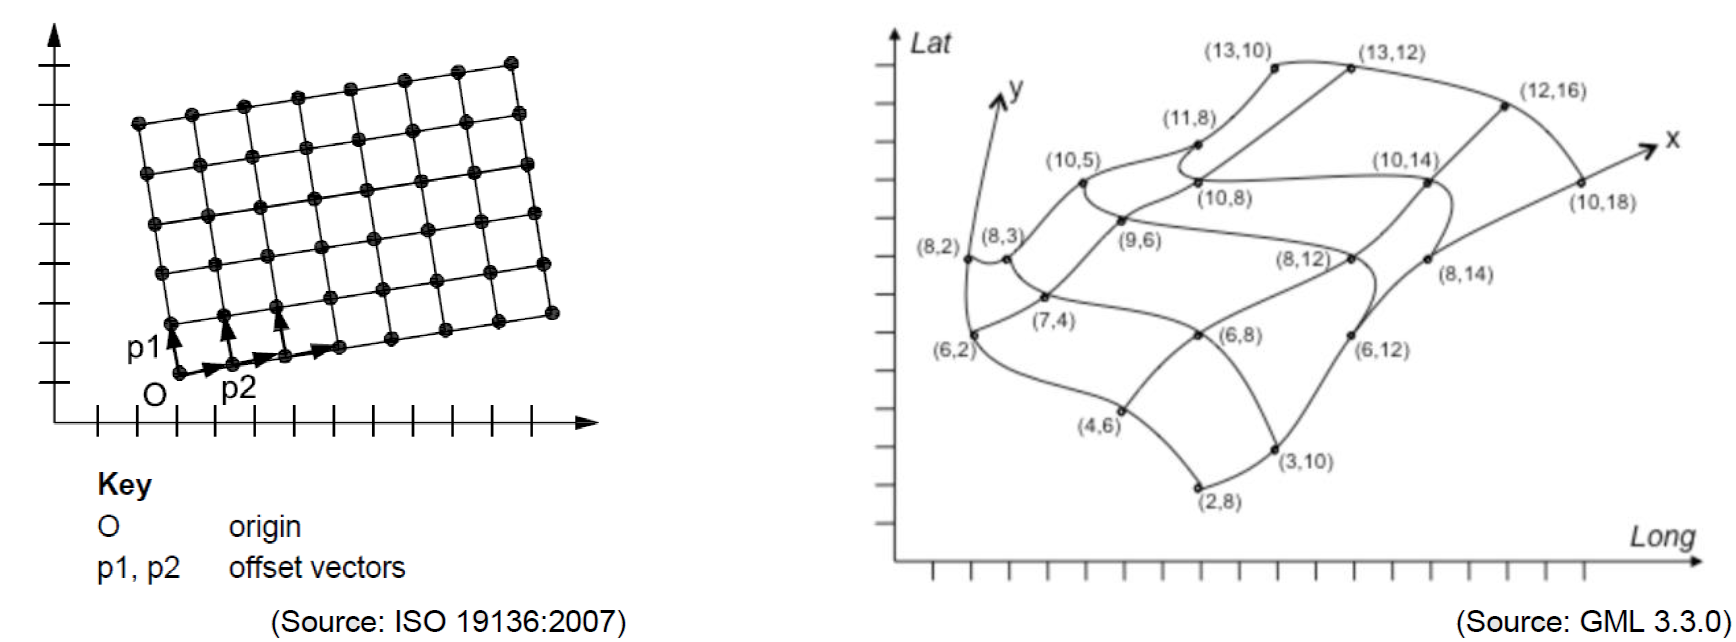 p1
O
p2
Key
O origin
p1, p2 offset vectors
(Source: ISO 19136:2007)
Lat
(13,10)
(13,12)
y
(12,16)
(11,8)
x
(10,5)
(10,14)
(10,8)
(10,18)
(8,2)
(8,3)
(9,6)
(8,12)
(8,14)
(7,4)
(6,2)
(6,8)
(6,12)
(4,6)
(3,10)
(2,8)
Long
(Source: GML 3.3.0)